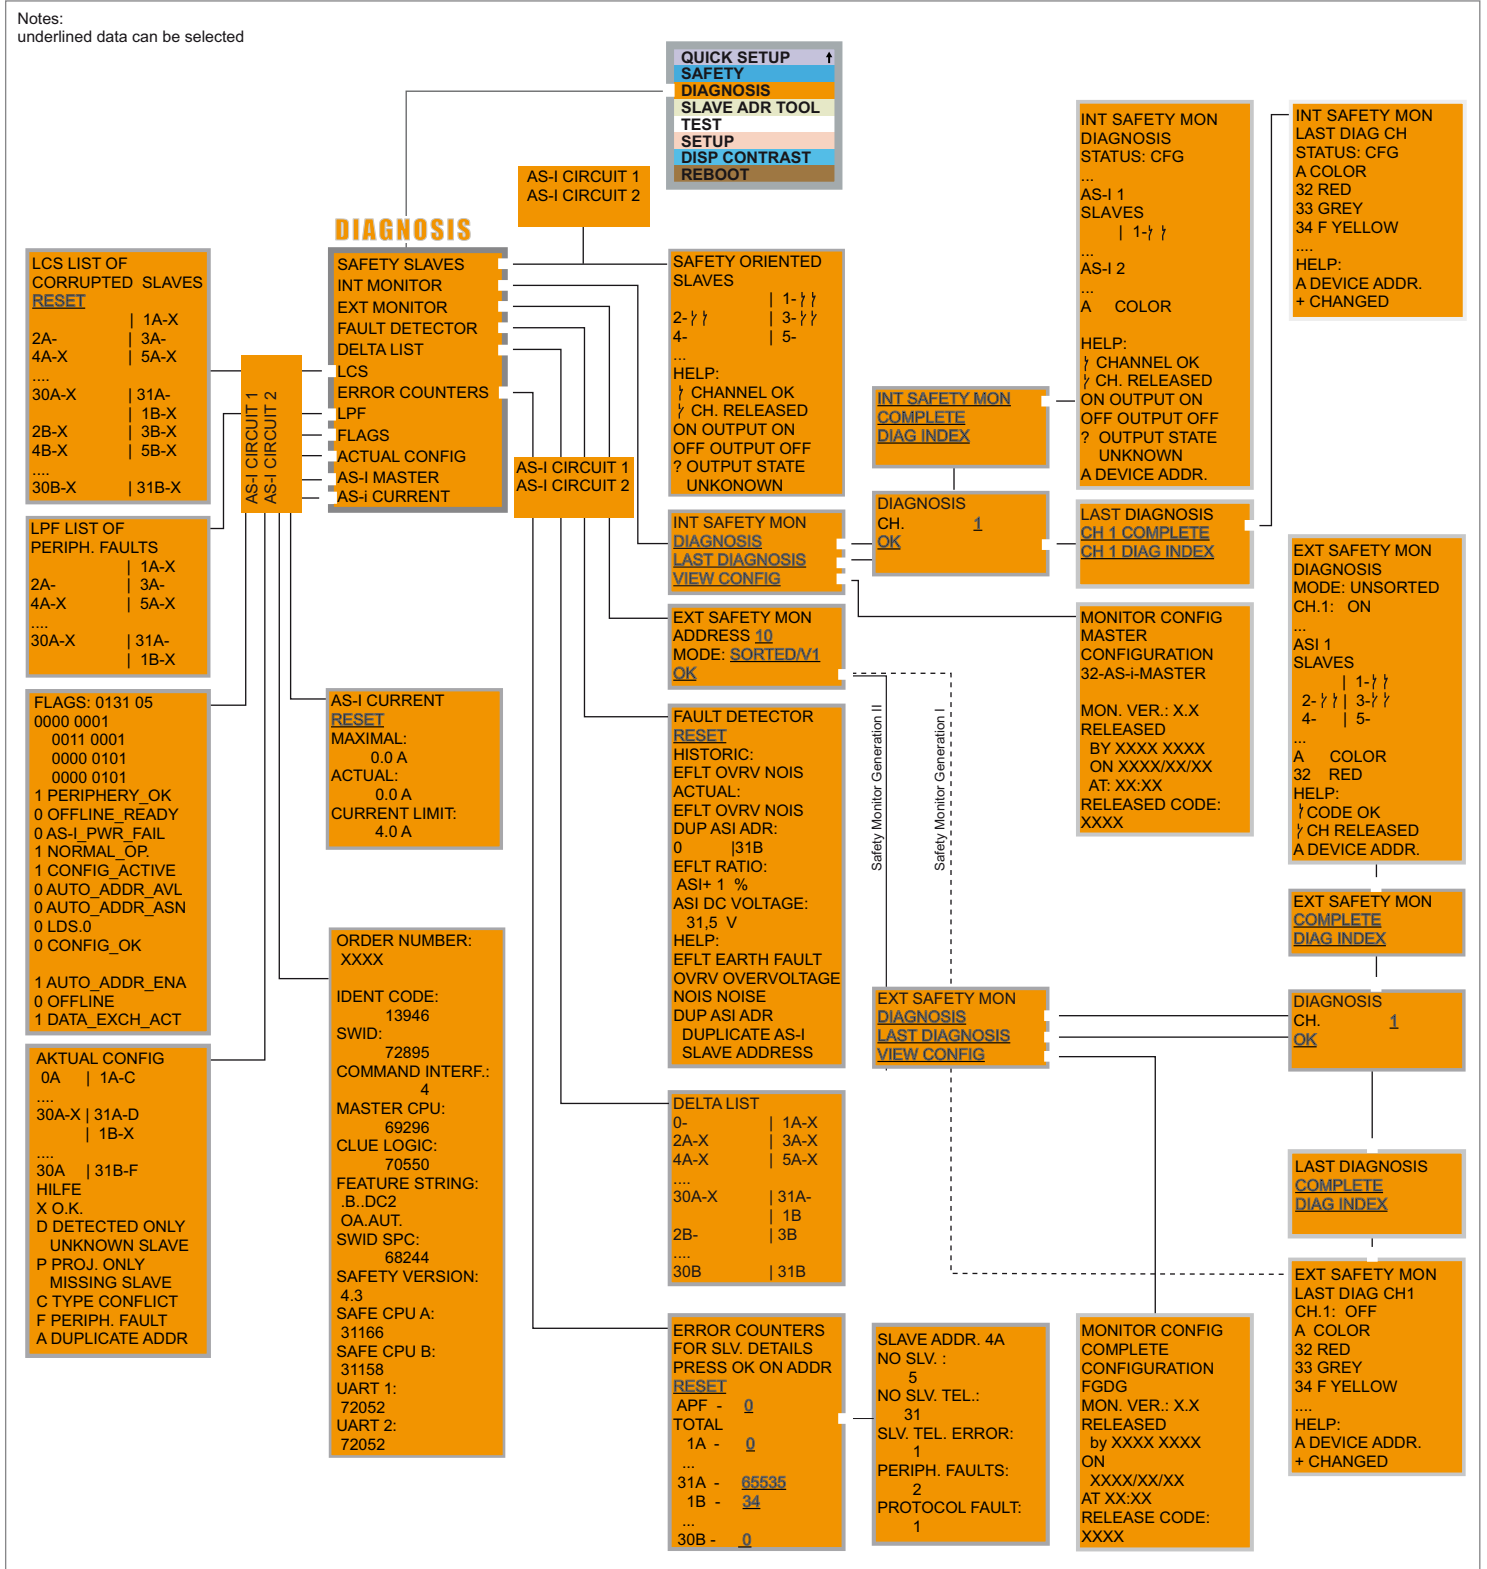 Notes:
underlined data can be selected
QUICK SETUP
SAFETY
DIAGNOSIS
SLAVE ADR TOOL
TEST
SETUP
DISP CONTRAST
REBOOT
AS-I CIRCUIT 1
AS-I CIRCUIT 2
DIAGNOSIS
SAFETY SLAVES
INT MONITOR
EXT MONITOR
FAULT DETECTOR
DELTA LIST
LCS
ERROR COUNTERS
LPF
FLAGS
ACTUAL CONFIG
AS-I MASTER
AS-i CURRENT
AS-I CIRCUIT 1
AS-I CIRCUIT 2
LCS LIST OF
CORRUPTED SLAVES
RESET
| 1A-X
2A- | 3A-
4A-X | 5A-X
....
30A-X |31A-
| 1B-X
2B-X | 3B-X
4B-X | 5B-X
....
30B-X |31B-X
LPF LIST OF
PERIPH. FAULTS
| 1A-X
2A- | 3A-
4A-X | 5A-X
....
30A-X | 31A-
| 1B-X
FLAGS: 0131 05
0000 0001
0011 0001
0000 0101
0000 0101
1 PERIPHERY_OK
0 OFFLINE_READY
0 AS-I_PWR_FAIL
1 NORMAL_OP.
1 CONFIG_ACTIVE
0 AUTO_ADDR_AVL
0 AUTO_ADDR_ASN
0 LDS.0
0 CONFIG_OK
1 AUTO_ADDR_ENA
0 OFFLINE
1 DATA_EXCH_ACT
AKTUAL CONFIG
0A | 1A-C
....
30A-X | 31A-D
| 1B-X
....
30A | 31B-F
HILFE
X O.K.
D DETECTED ONLY
UNKNOWN SLAVE
P PROJ. ONLY
MISSING SLAVE
C TYPE CONFLICT
F PERIPH. FAULT
A DUPLICATE ADDR
AS-I CURRENT
RESET
MAXIMAL:
0.0 A
ACTUAL:
0.0 A
CURRENT LIMIT:
4.0 A
ORDER NUMBER:
XXXX
IDENT CODE:
13946
SWID:
72895
COMMAND INTERF.:
4
MASTER CPU:
69296
CLUE LOGIC:
70550
FEATURE STRING:
.B..DC2
OA.AUT.
SWID SPC:
68244
SAFETY VERSION:
4.3
SAFE CPU A:
31166
SAFE CPU B:
31158
UART 1:
72052
UART 2:
72052
AS-I CIRCUIT 1
AS-I CIRCUIT 2
SAFETY ORIENTED
SLAVES
| 1-
2- | 3-
4- | 5-
...
HELP:
CHANNEL OK
CH. RELEASED
ON OUTPUT ON
OFF OUTPUT OFF
? OUTPUT STATE
UNKONOWN
INT SAFETY MON
DIAGNOSIS
LAST DIAGNOSIS
VIEW CONFIG
EXT SAFETY MON
ADDRESS 10
MODE: SORTED/V1
OK
FAULT DETECTOR
RESET
HISTORIC:
EFLT OVRV NOIS
ACTUAL:
EFLT OVRV NOIS
DUP ASI ADR:
0 |31B
EFLT RATIO:
ASI+ 1 %
ASI DC VOLTAGE:
31,5 V
HELP:
EFLT EARTH FAULT
OVRV OVERVOLTAGE
NOIS NOISE
DUP ASI ADR
DUPLICATE AS-I
SLAVE ADDRESS
DELTA LIST
0- | 1A-X
2A-X | 3A-X
4A-X | 5A-X
....
30A-X | 31A-
| 1B
2B- | 3B
....
30B | 31B
ERROR COUNTERS
FOR SLV. DETAILS
PRESS OK ON ADDR
RESET
APF - 0
TOTAL
1A - 0
...
31A - 65535
1B - 34
...
30B - 0
INT SAFETY MON
COMPLETE
DIAG INDEX
DIAGNOSIS
CH. 1
OK
Safety Monitor Generation II
Safety Monitor Generation I
EXT SAFETY MON
DIAGNOSIS
LAST DIAGNOSIS
VIEW CONFIG
SLAVE ADDR. 4A
NO SLV. :
5
NO SLV. TEL.:
31
SLV. TEL. ERROR:
1
PERIPH. FAULTS:
2
PROTOCOL FAULT:
1
INT SAFETY MON
DIAGNOSIS
STATUS: CFG
...
AS-I 1
SLAVES
| 1-
...
AS-I 2
...
A COLOR
HELP:
CHANNEL OK
CH. RELEASED
ON OUTPUT ON
OFF OUTPUT OFF
? OUTPUT STATE
UNKNOWN
A DEVICE ADDR.
LAST DIAGNOSIS
CH 1 COMPLETE
CH 1 DIAG INDEX
MONITOR CONFIG
MASTER
CONFIGURATION
32-AS-i-MASTER
MON. VER.: X.X
RELEASED
BY XXXX XXXX
ON XXXX/XX/XX
AT: XX:XX
RELEASED CODE:
XXXX
MONITOR CONFIG
COMPLETE
CONFIGURATION
FGDG
MON. VER.: X.X
RELEASED
by XXXX XXXX
ON
XXXX/XX/XX
AT XX:XX
RELEASE CODE:
XXXX
INT SAFETY MON
LAST DIAG CH
STATUS: CFG
A COLOR
32 RED
33 GREY
34 F YELLOW
....
HELP:
A DEVICE ADDR.
+ CHANGED
EXT SAFETY MON
DIAGNOSIS
MODE: UNSORTED
CH.1: ON
...
ASI 1
SLAVES
| 1-
2- | 3-
4- | 5-
...
A COLOR
32 RED
HELP:
CODE OK
CH RELEASED
A DEVICE ADDR.
EXT SAFETY MON
COMPLETE
DIAG INDEX
DIAGNOSIS
CH. 1
OK
LAST DIAGNOSIS
COMPLETE
DIAG INDEX
EXT SAFETY MON
LAST DIAG CH1
CH.1: OFF
A COLOR
32 RED
33 GREY
34 F YELLOW
....
HELP:
A DEVICE ADDR.
+ CHANGED